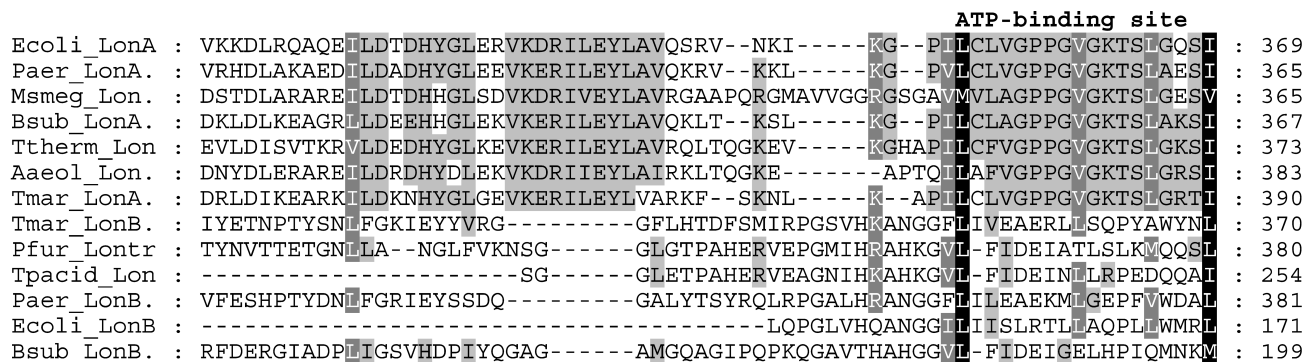 ATP-binding site
Ecoli_LonA : VKKDLRQAQEILDTDHYGLERVKDRILEYLAVQSRV--NKI-----KG--PILCLVGPPGVGKTSLGQSI : 369
Paer_LonA. : VRHDLAKAEDILDADHYGLEEVKERILEYLAVQKRV--KKL-----KG--PVLCLVGPPGVGKTSLAESI : 365
Msmeg_Lon. : DSTDLARAREILDTDHHGLSDVKERIVEYLAVRGAAPQRGMAVVGGRGSGAVMVLAGPPGVGKTSLGESV : 365
Bsub_LonA. : DKLDLKEAGRLLDEEHHGLEKVKERILEYLAVQKLT--KSL-----KG--PILCLAGPPGVGKTSLAKSI : 367
Ttherm_Lon : EVLDISVTKRVLDEDHYGLKEVKERILEYLAVRQLTQGKEV-----KGHAPILCFVGPPGVGKTSLGKSI : 373
Aaeol_Lon. : DNYDLERAREILDRDHYDLEKVKDRIIEYLAIRKLTQGKE-------APTQILAFVGPPGVGKTSLGRSI : 383
Tmar_LonA. : DRLDIKEARKILDKNHYGLGEVKERILEYLVARKF--SKNL-----K--APILCLVGPPGVGKTSLGRTI : 390
Tmar_LonB. : IYETNPTYSNLFGKIEYYVRG---------GFLHTDFSMIRPGSVHKANGGFLIVEAERLLSQPYAWYNL : 370
Pfur_Lontr : TYNVTTETGNLLA--NGLFVKNSG------GLGTPAHERVEPGMIHRAHKGVL-FIDEIATLSLKMQQSL : 380
Tpacid_Lon : ----------------------SG------GLETPAHERVEAGNIHKAHKGVL-FIDEINLLRPEDQQAI : 254
Paer_LonB. : VFESHPTYDNLFGRIEYSSDQ---------GALYTSYRQLRPGALHRANGGFLILEAEKMLGEPFVWDAL : 381
Ecoli_LonB : ---------------------------------------LQPGLVHQANGGILIISLRTLLAQPLLWMRL : 171
Bsub_LonB. : RFDERGIADPLIGSVHDPIYQGAG------AMGQAGIPQPKQGAVTHAHGGVL-FIDEIGELHPIQMNKM : 199